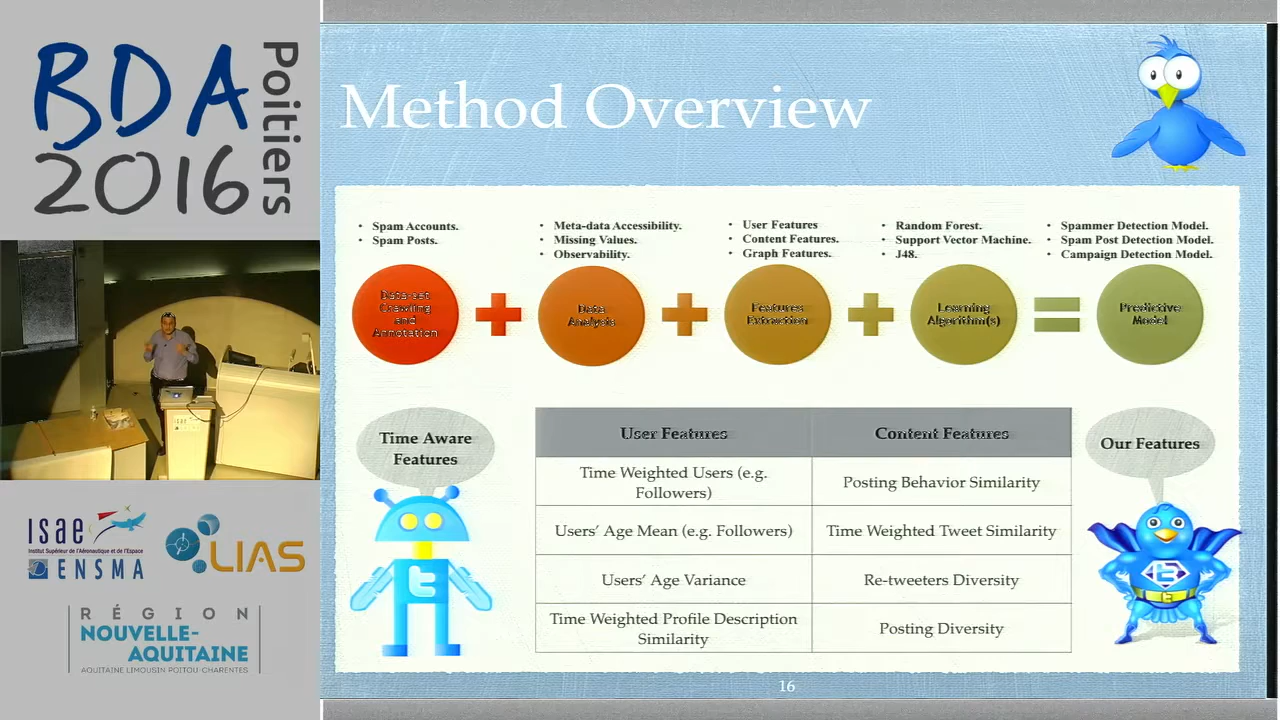 BDA
2016
Poitiers
isae
Institut Supérieur de l'Aéronautique et de l'Espace
ENSMA
LIAS
RÉGION
NOUVELLE-
AQUITAINE
AQUITAINE LIMOUSIN POITOU-CHARENTES
Method Overview
• Spam Accounts.
• Spam Posts.
• Meta-data Accessibility.
• Missing Values.
• Observability.
• User Features.
• Content Features.
• Graph Features.
• Random Forest.
• Support Vector Machine.
• J48.
• Spammer Detection Model.
• Spam Post Detection Model.
• Campaign Detection Model.
Data-set
Crawling
and
Annotation
Data
Analysis
Features
Extraction
Learning
Algorithm(s)
Predictive
Model
Time Aware
Features
User Features
Content Features
Time Weighted Users (e.g.
Followers)
Posting Behavior Similarity
Users' Age Mean(e.g. Followers)
Time Weighted Tweet Similarity
Users' Age Variance
Re-tweeters Diversity
Time Weighted Profile Description
Similarity
Posting Diversity
Our Features
16